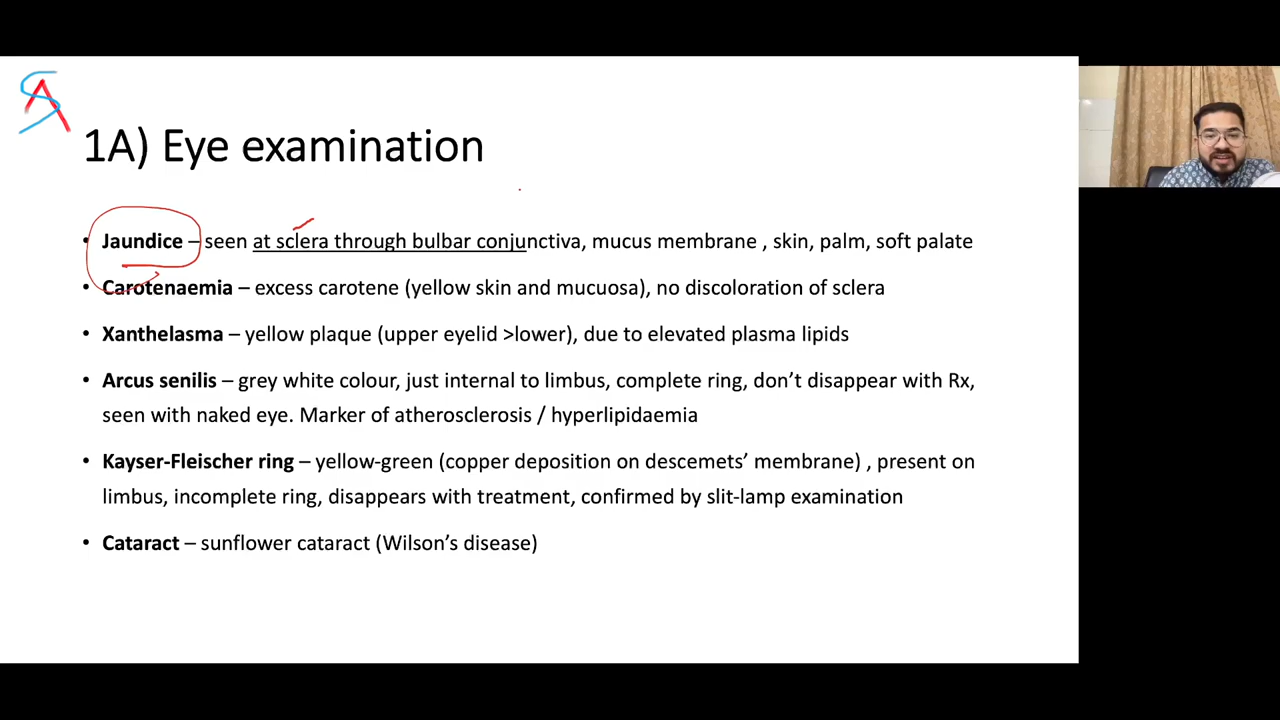 SA
1A) Eye examination
• Jaundice – seen at sclera through bulbar conjunctiva, mucus membrane , skin, palm, soft palate
• Carotenaemia – excess carotene (yellow skin and mucuosa), no discoloration of sclera
• Xanthelasma – yellow plaque (upper eyelid >lower), due to elevated plasma lipids
• Arcus senilis – grey white colour, just internal to limbus, complete ring, don’t disappear with Rx,
seen with naked eye. Marker of atherosclerosis / hyperlipidaemia
• Kayser-Fleischer ring – yellow-green (copper deposition on descemets’ membrane) , present on
limbus, incomplete ring, disappears with treatment, confirmed by slit-lamp examination
• Cataract – sunflower cataract (Wilson’s disease)